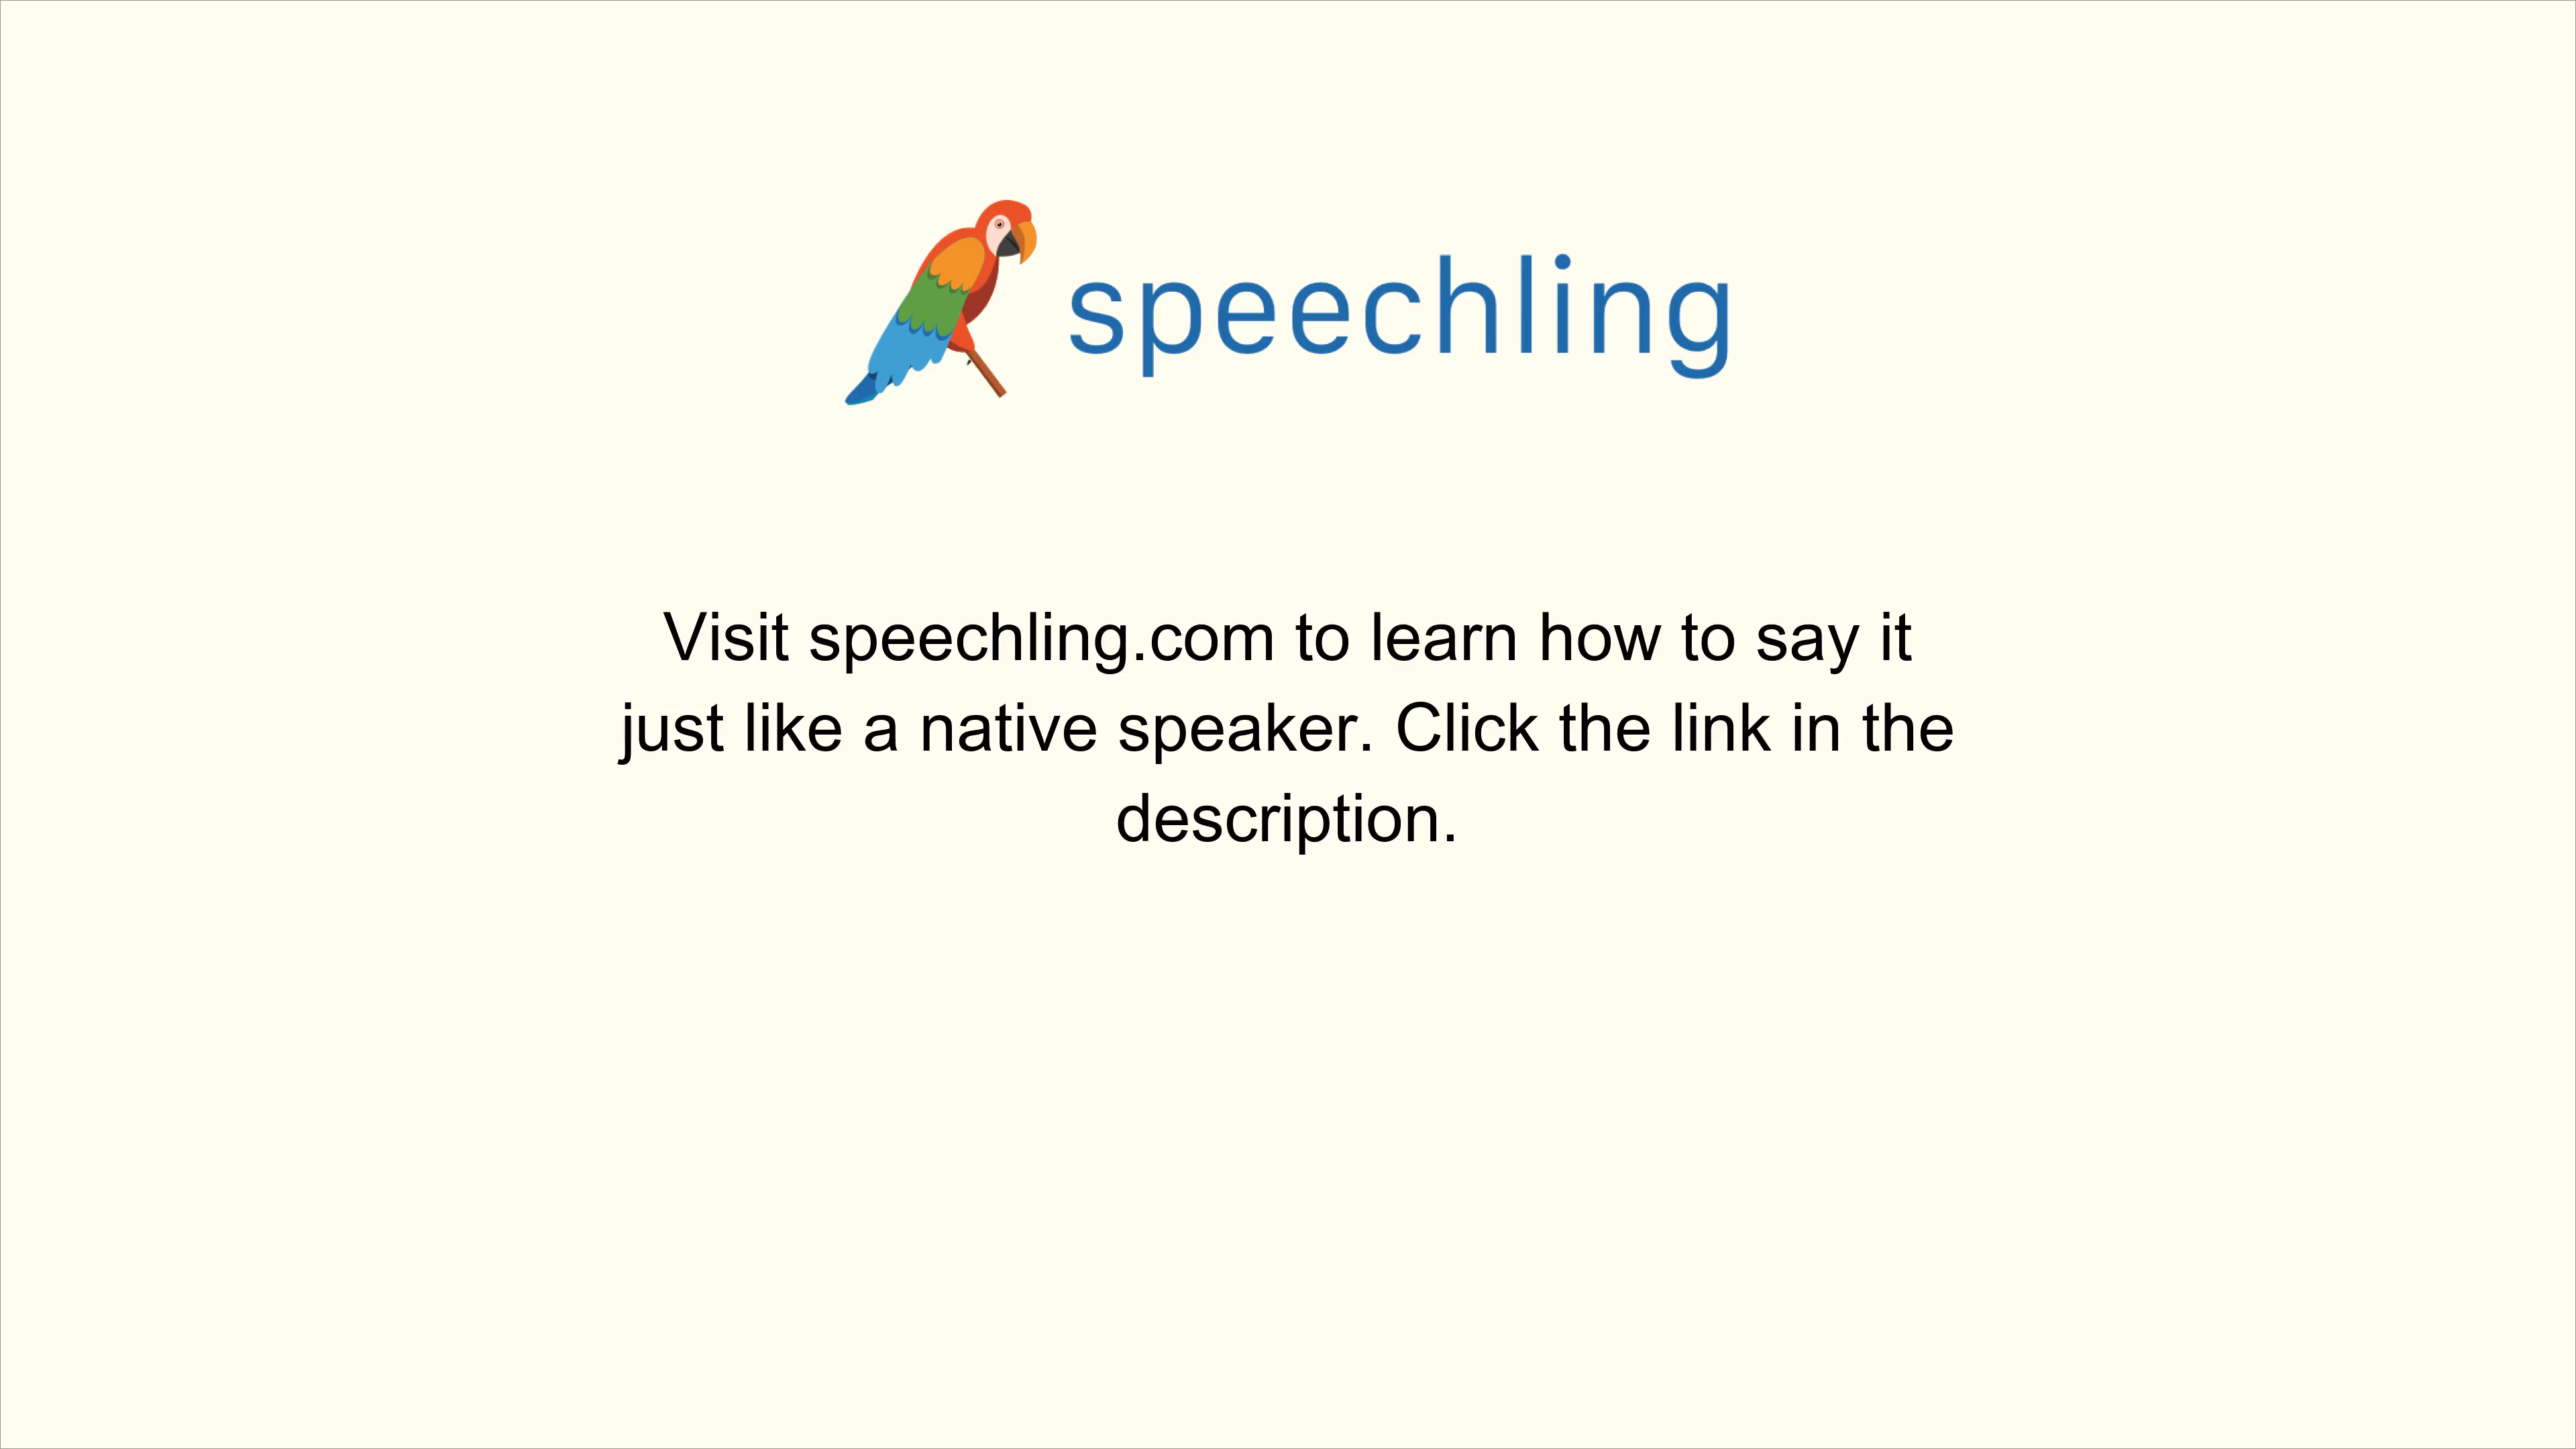 speechling
Visit speechling.com to learn how to say it
just like a native speaker. Click the link in the
description.